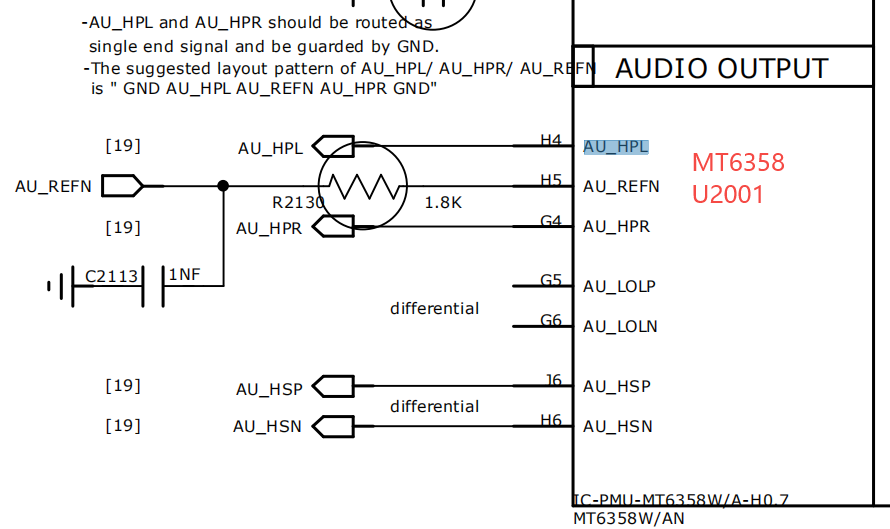 -AU_HPL and AU_HPR should be routed as
single end signal and be guarded by GND.
-The suggested layout pattern of AU_HPL/ AU_HPR/ AU_REFN
is " GND AU_HPL AU_REFN AU_HPR GND"
AUDIO OUTPUT
[19] AU_HPL H4 AU_HPL
MT6358
U2001
AU_REFN H5 AU_REFN
R2130 1.8K
[19] AU_HPR G4 AU_HPR
C2113 1NF
G5 AU_LOLP
differential
G6 AU_LOLN
[19] AU_HSP J6 AU_HSP
differential
[19] AU_HSN H6 AU_HSN
IC-PMU-MT6358W/A-H0.7
MT6358W/AN